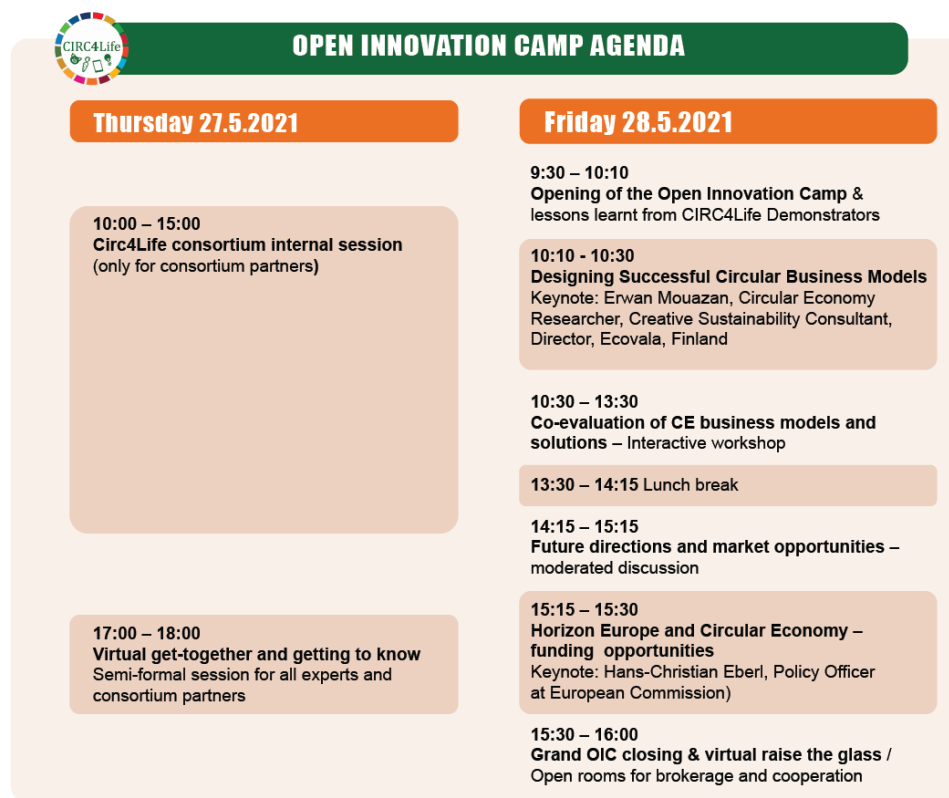 CIRC4Life
OPEN INNOVATION CAMP AGENDA
Thursday 27.5.2021
10:00 – 15:00
Circ4Life consortium internal session
(only for consortium partners)
17:00 – 18:00
Virtual get-together and getting to know
Semi-formal session for all experts and
consortium partners
Friday 28.5.2021
9:30 – 10:10
Opening of the Open Innovation Camp &
lessons learnt from CIRC4Life Demonstrators
10:10 - 10:30
Designing Successful Circular Business Models
Keynote: Erwan Mouazan, Circular Economy
Researcher, Creative Sustainability Consultant,
Director, Ecovala, Finland
10:30 – 13:30
Co-evaluation of CE business models and
solutions – Interactive workshop
13:30 – 14:15 Lunch break
14:15 – 15:15
Future directions and market opportunities –
moderated discussion
15:15 – 15:30
Horizon Europe and Circular Economy –
funding  opportunities
Keynote: Hans-Christian Eberl, Policy Officer
at European Commission)
15:30 – 16:00
Grand OIC closing & virtual raise the glass /
Open rooms for brokerage and cooperation